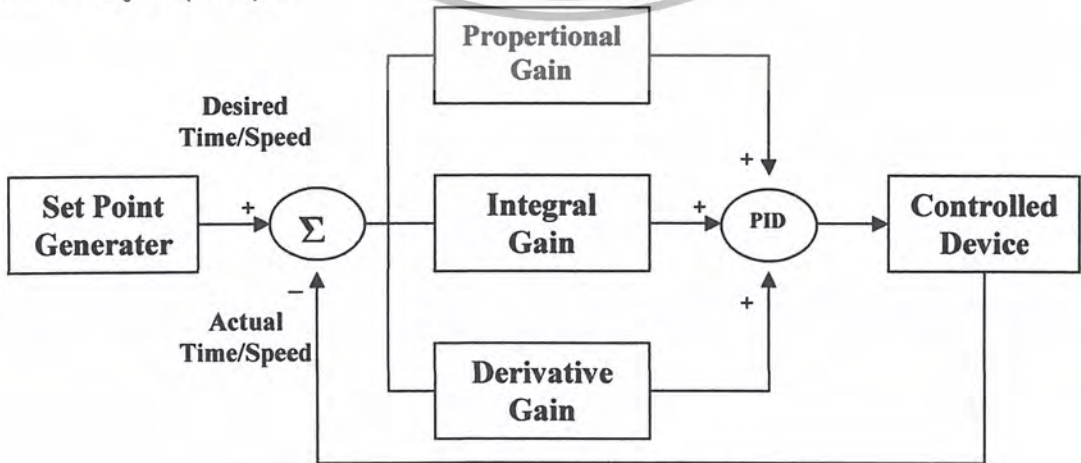 Propertional
Gain
Desired
Time/Speed
Set Point
Generater
+
Σ
Integral
Gain
+
+
PID
Controlled
Device
−
Actual
Time/Speed
+
Derivative
Gain